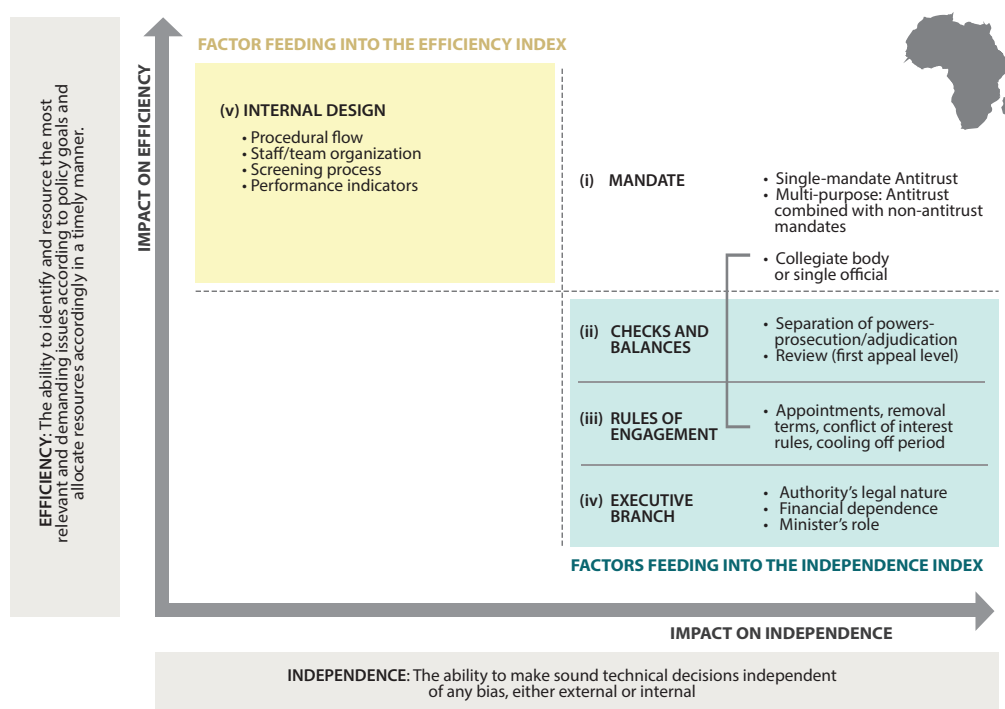 EFFICIENCY: The ability to identify and resource the most
relevant and demanding issues according to policy goals and
allocate resources accordingly in a timely manner.
IMPACT ON EFFICIENCY
FACTOR FEEDING INTO THE EFFICIENCY INDEX
(v) INTERNAL DESIGN
• Procedural flow
• Staff/team organization
• Screening process
• Performance indicators
(i) MANDATE
• Single-mandate Antitrust
• Multi-purpose: Antitrust
combined with non-antitrust
mandates
• Collegiate body
or single official
(ii) CHECKS AND
BALANCES
• Separation of powers-
prosecution/adjudication
• Review (first appeal level)
(iii) RULES OF
ENGAGEMENT
• Appointments, removal
terms, conflict of interest
rules, cooling off period
(iv) EXECUTIVE
BRANCH
• Authority's legal nature
• Financial dependence
• Minister's role
FACTORS FEEDING INTO THE INDEPENDENCE INDEX
IMPACT ON INDEPENDENCE
INDEPENDENCE: The ability to make sound technical decisions independent
of any bias, either external or internal